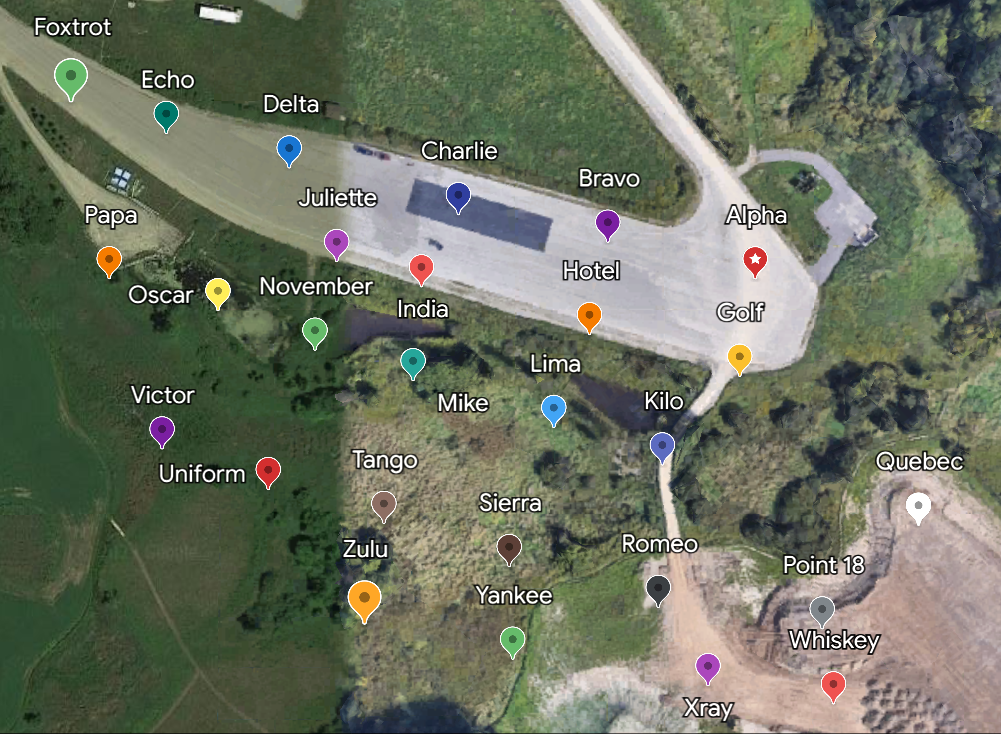 Foxtrot
Echo
Delta
Charlie
Bravo
Juliette
Alpha
Papa
Hotel
Oscar
November
India
Golf
Lima
Victor
Mike
Kilo
Uniform
Tango
Quebec
Sierra
Zulu
Romeo
Point 18
Yankee
Whiskey
Xray